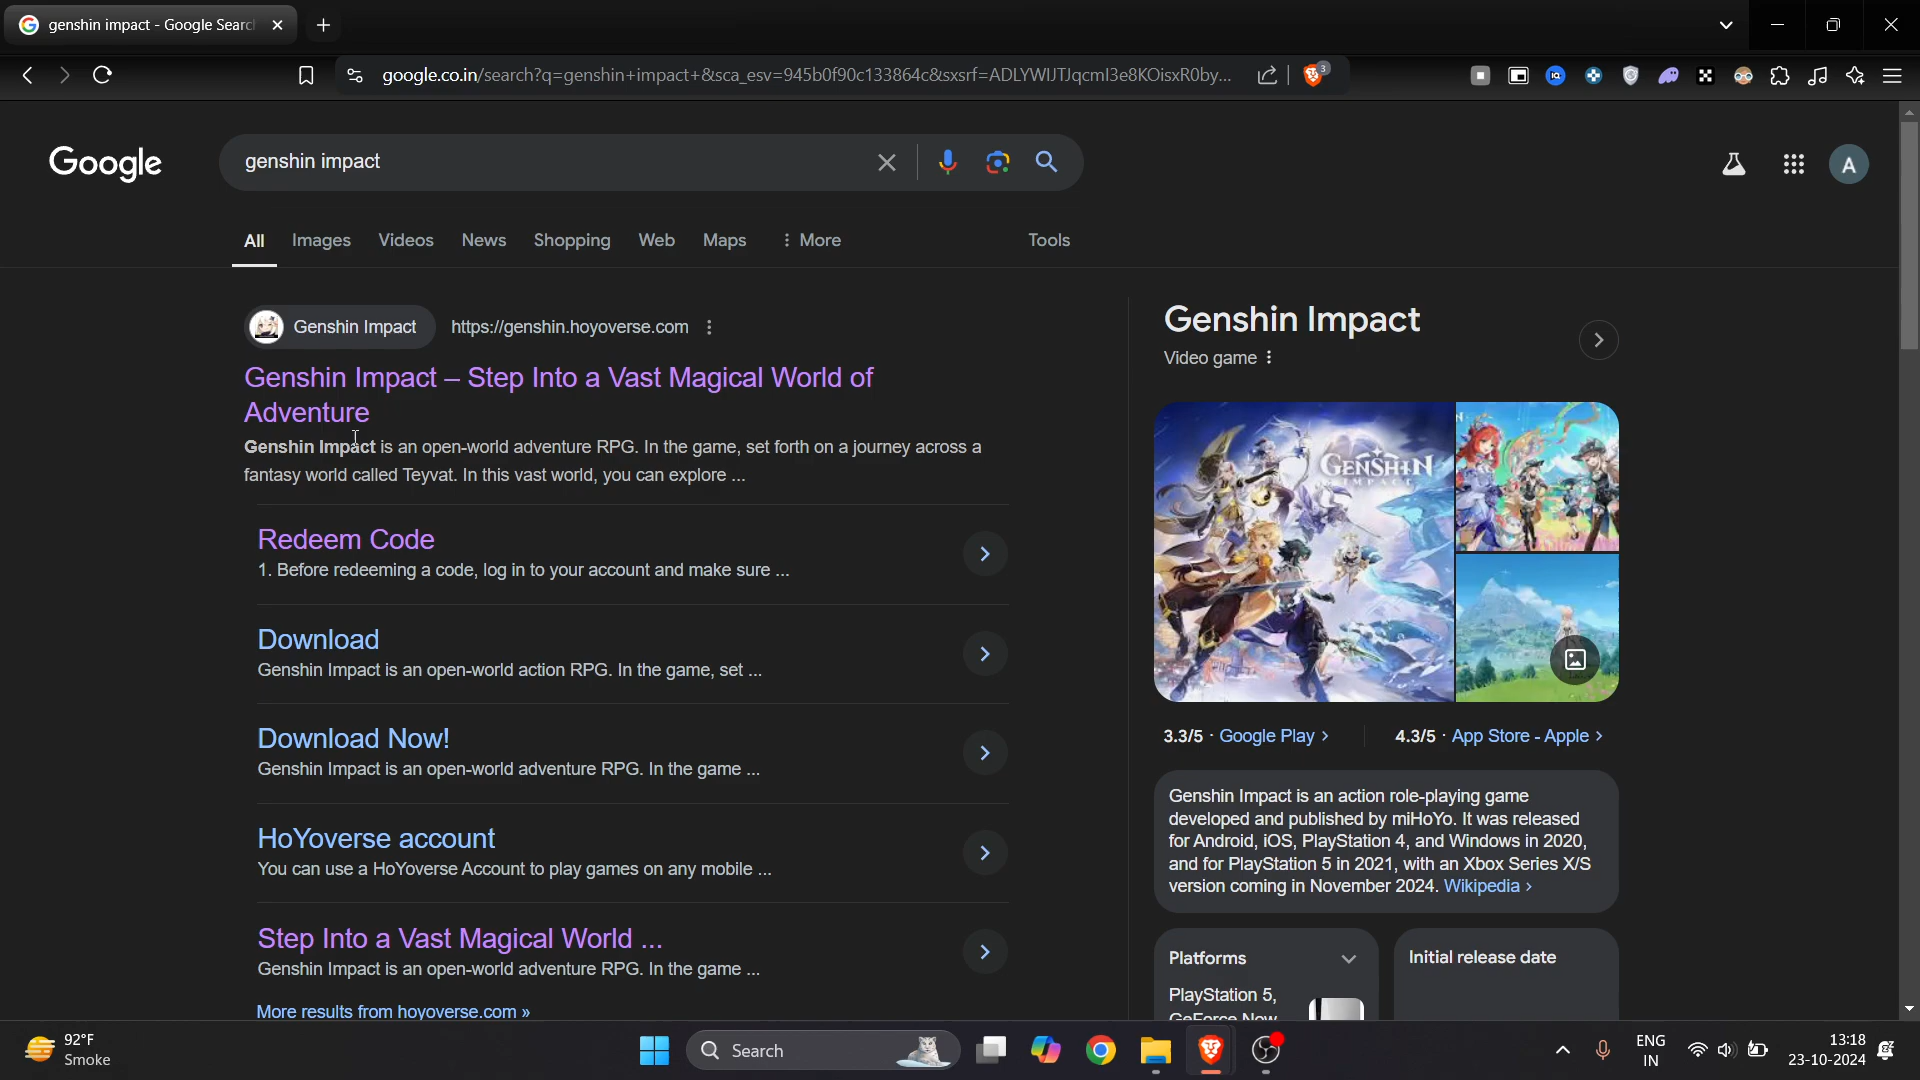 genshin impact - Google Searc
google.co.in/search?q=genshin+impact+&sca_esv=945b0f90c133864c&sxsrf=ADLYWIJTJqcmI3e8KOisxR0by...
3
Google
genshin impact
A
All Images Videos News Shopping Web Maps More Tools
Genshin Impact https://genshin.hoyoverse.com
Genshin Impact – Step Into a Vast Magical World of
Adventure
Genshin Impact is an open-world adventure RPG. In the game, set forth on a journey across a
fantasy world called Teyvat. In this vast world, you can explore ...
Redeem Code
1. Before redeeming a code, log in to your account and make sure ...
Download
Genshin Impact is an open-world action RPG. In the game, set ...
Download Now!
Genshin Impact is an open-world adventure RPG. In the game ...
HoYoverse account
You can use a HoYoverse Account to play games on any mobile ...
Step Into a Vast Magical World ...
Genshin Impact is an open-world adventure RPG. In the game ...
More results from hoyoverse.com »
Genshin Impact
Video game
GENSHIN
IMPACT
3.3/5 · Google Play
4.3/5 · App Store - Apple
Genshin Impact is an action role-playing game
developed and published by miHoYo. It was released
for Android, iOS, PlayStation 4, and Windows in 2020,
and for PlayStation 5 in 2021, with an Xbox Series X/S
version coming in November 2024. Wikipedia
Platforms
PlayStation 5,
GeForce Now
Initial release date
92°F
Smoke
Search
ENG
IN
13:18
23-10-2024